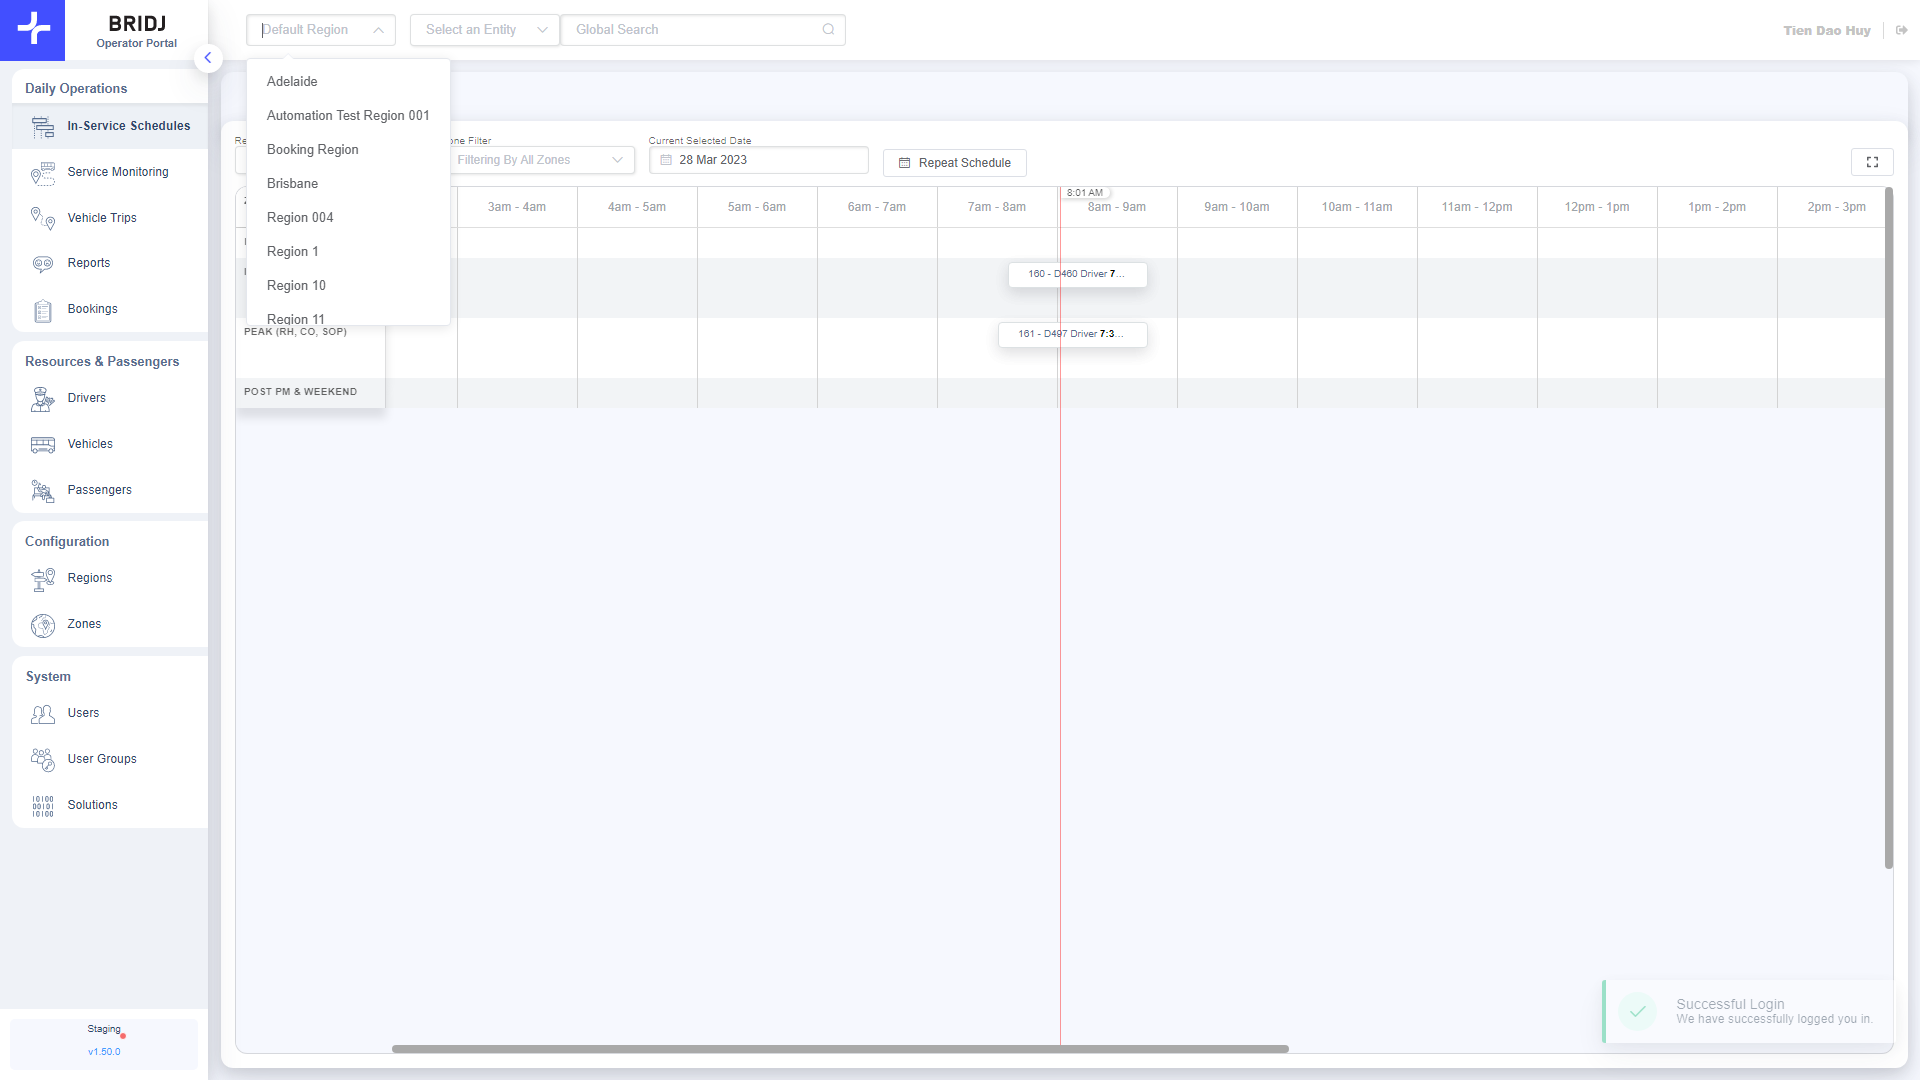 BRIDJ
Operator Portal
Default Region
Select an Entity
Global Search
Tien Dao Huy
Daily Operations
In-Service Schedules
Service Monitoring
Vehicle Trips
Reports
Bookings
Resources & Passengers
Drivers
Vehicles
Passengers
Configuration
Regions
Zones
System
Users
User Groups
Solutions
Staging
v1.50.0
Adelaide
Automation Test Region 001
Booking Region
Brisbane
Region 004
Region 1
Region 10
Region 11
one Filter
Filtering By All Zones
Current Selected Date
28 Mar 2023
Repeat Schedule
8:01 AM
3am - 4am
4am - 5am
5am - 6am
6am - 7am
7am - 8am
8am - 9am
9am - 10am
10am - 11am
11am - 12pm
12pm - 1pm
1pm - 2pm
2pm - 3pm
160 - D460 Driver 7...
PEAK (RH, CO, SOP)
161 - D497 Driver 7:3...
POST PM & WEEKEND
Successful Login
We have successfully logged you in.